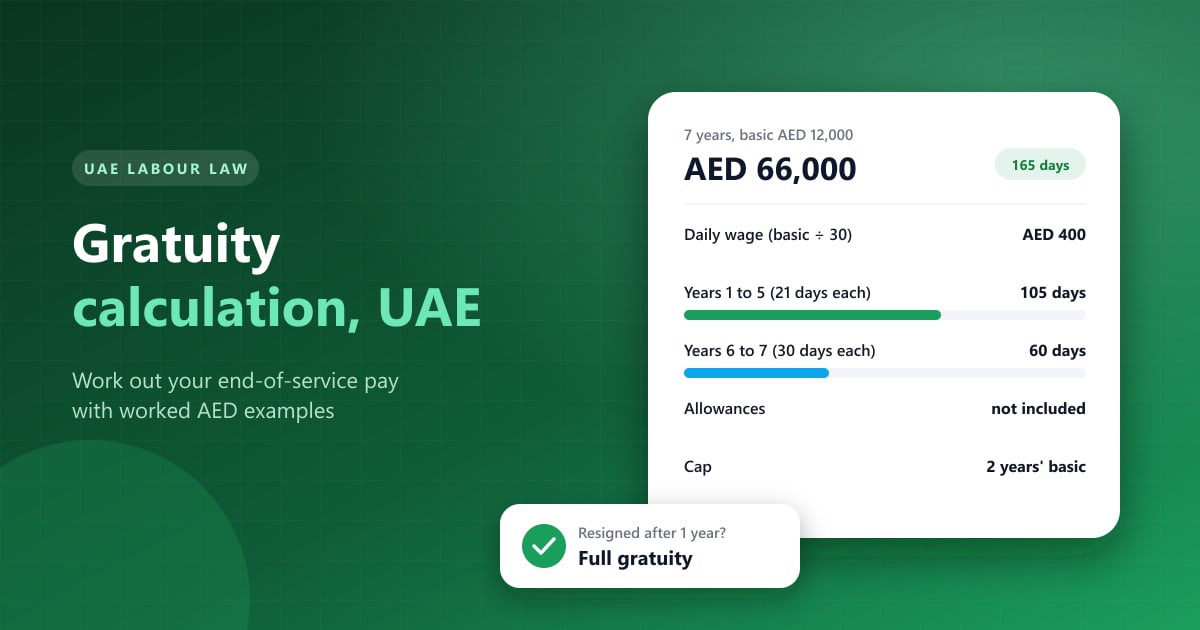 UAE LABOUR LAW
Gratuity
calculation, UAE
Work out your end-of-service pay
with worked AED examples
7 years, basic AED 12,000
AED 66,000
165 days
Daily wage (basic ÷ 30) AED 400
Years 1 to 5 (21 days each) 105 days
Years 6 to 7 (30 days each) 60 days
Allowances not included
Cap 2 years' basic
Resigned after 1 year?
Full gratuity